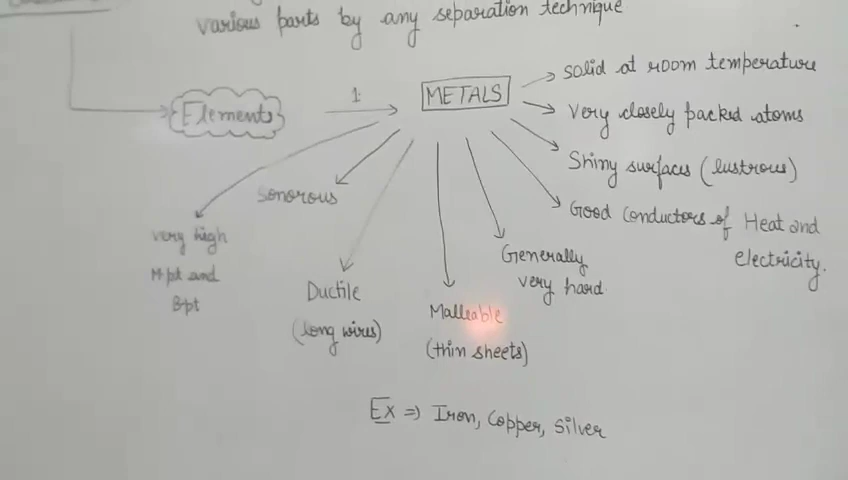 various parts by any separation technique
Elements
1
METALS
Solid at room temperature
Very closely packed atoms
Shiny surfaces (lustrous)
Good conductors of Heat and
electricity.
Generally
very hard
Malleable
(thin sheets)
Ductile
(long wires)
Sonorous
very high
M.pt and
B.pt
Ex => Iron, Copper, Silver